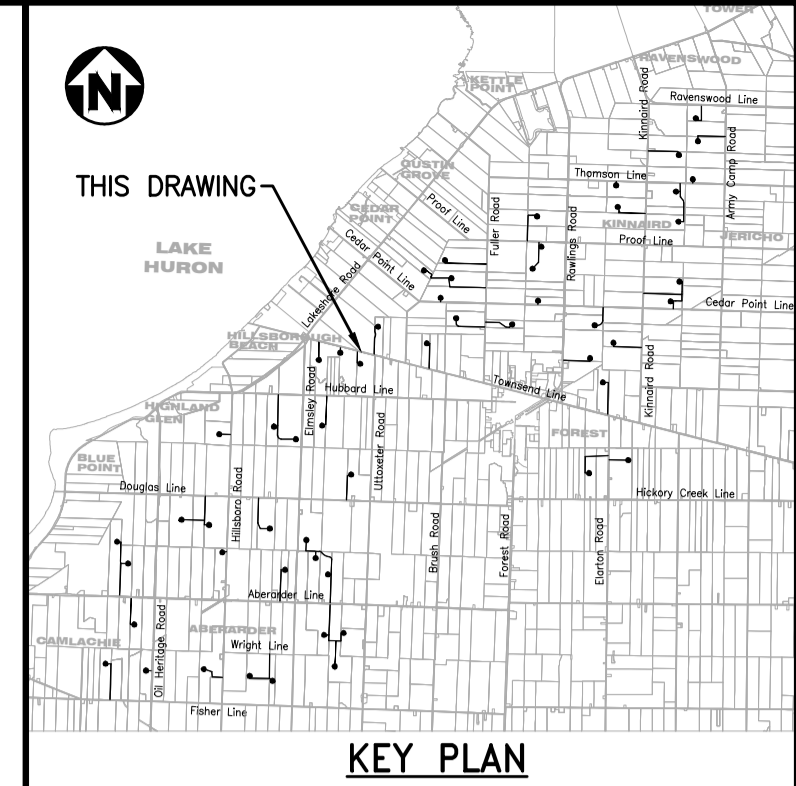 TOWER
RAVENSWOOD
N
KETTLE
POINT
Ravenswood Line
Kinnaird Road
Army Camp Road
THIS DRAWING
GUSTIN
GROVE
Thomson Line
CEDAR
POINT
Proof Line
Fuller Road
Rawlings Road
KINNAIRD
Proof Line
JERICHO
LAKE
HURON
Cedar Point Line
Lakeshore Road
Cedar Point Line
HILLSBOROUGH
BEACH
Elmsley Road
Hubbard Line
Townsend Line
Kinnaird Road
HIGHLAND
GLEN
Uttoxeter Road
FOREST
BLUE
POINT
Douglas Line
Hillsboro Road
Hickory Creek Line
Brush Road
Forest Road
Elarton Road
Aberarder Line
Oil Heritage Road
ABERARDER
CAMLACHIE
Wright Line
Fisher Line
KEY PLAN